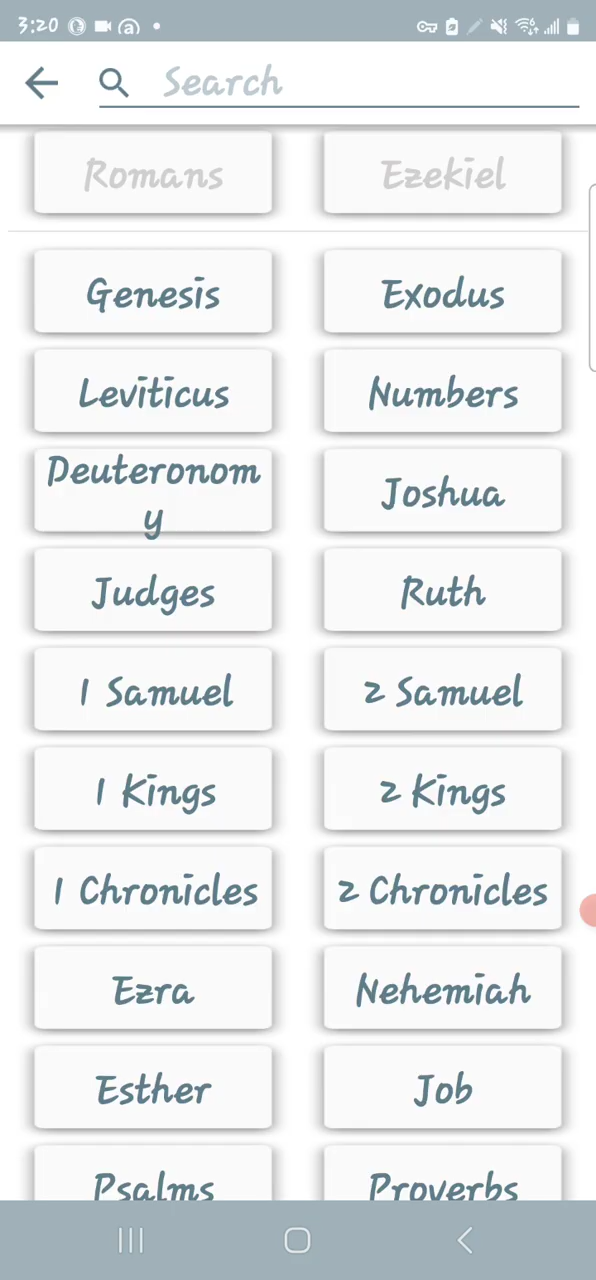 3:20
Search
Romans Ezekiel
Genesis Exodus
Leviticus Numbers
Deuteronom
y
Joshua
Judges Ruth
1 Samuel 2 Samuel
1 Kings 2 Kings
1 Chronicles 2 Chronicles
Ezra Nehemiah
Esther Job
Psalms Proverbs